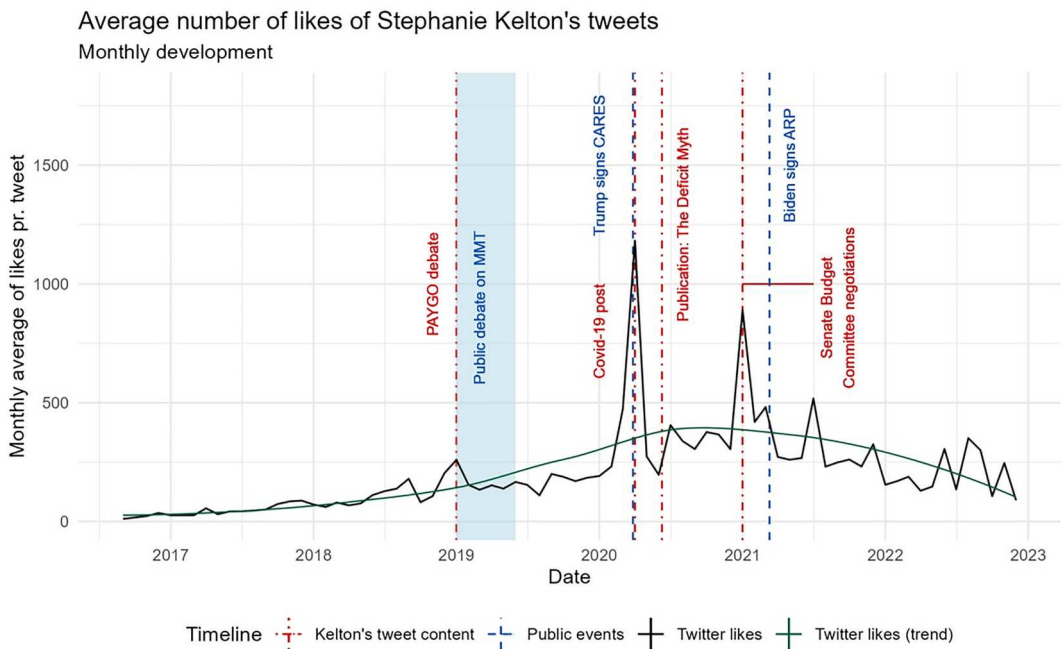 Average number of likes of Stephanie Kelton's tweets
Monthly development
Monthly average of likes pr. tweet
1500
1000
500
0
PAYGO debate
Public debate on MMT
Trump signs CARES
Covid-19 post
Publication: The Deficit Myth
Biden signs ARP
Senate Budget
Committee negotiations
2017
2018
2019
2020
2021
2022
2023
Date
Timeline
Kelton's tweet content
Public events
Twitter likes
Twitter likes (trend)